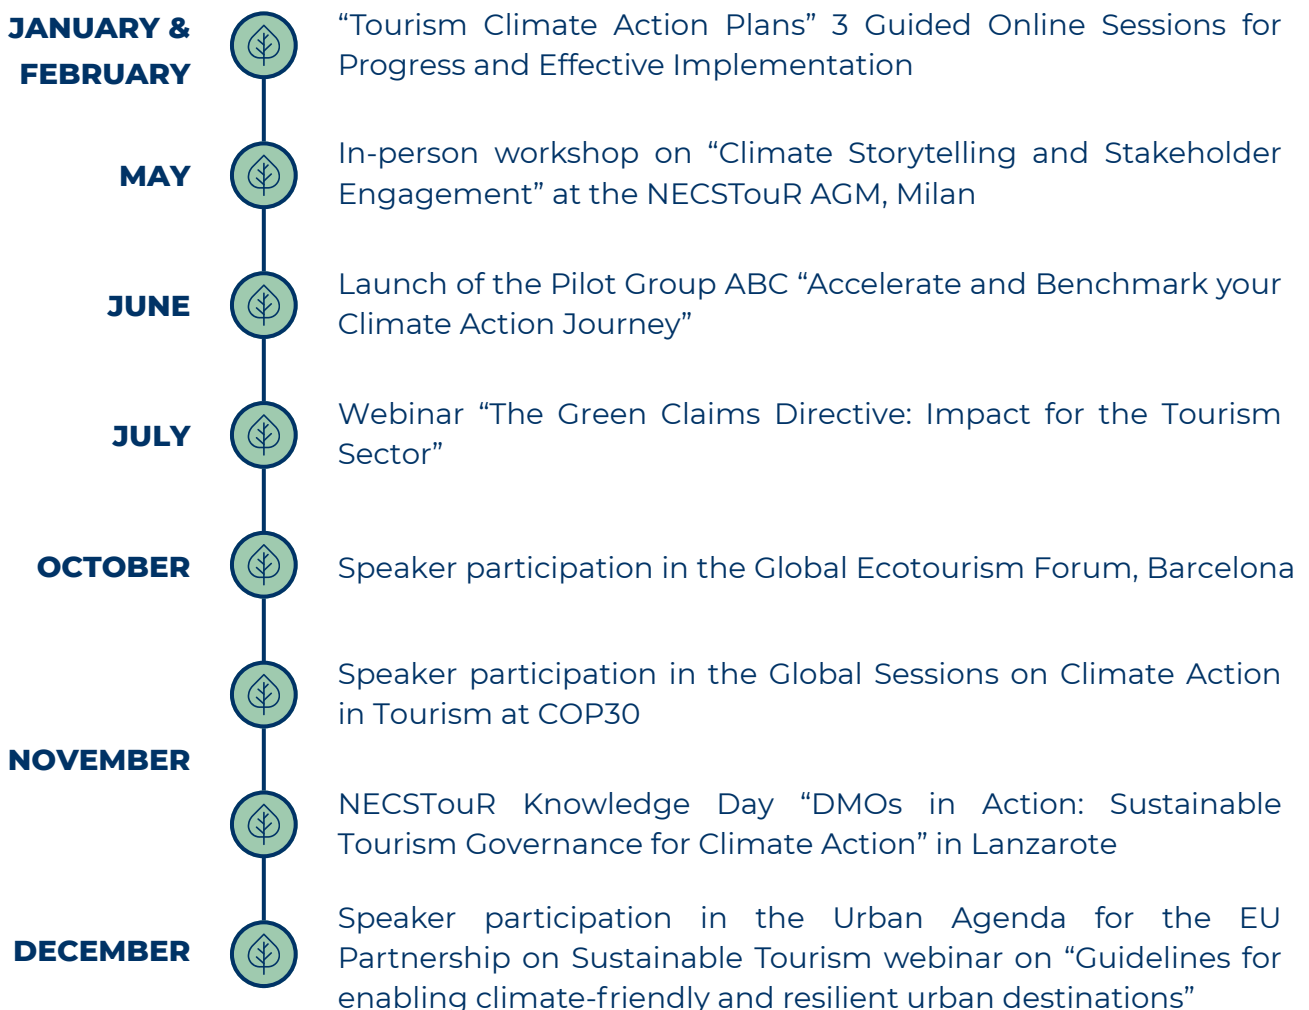 JANUARY &
FEBRUARY
“Tourism Climate Action Plans” 3 Guided Online Sessions for
Progress and Effective Implementation
MAY
In-person workshop on “Climate Storytelling and Stakeholder
Engagement” at the NECSTouR AGM, Milan
JUNE
Launch of the Pilot Group ABC “Accelerate and Benchmark your
Climate Action Journey”
JULY
Webinar “The Green Claims Directive: Impact for the Tourism
Sector”
OCTOBER
Speaker participation in the Global Ecotourism Forum, Barcelona
NOVEMBER
Speaker participation in the Global Sessions on Climate Action
in Tourism at COP30
NECSTouR Knowledge Day “DMOs in Action: Sustainable
Tourism Governance for Climate Action” in Lanzarote
DECEMBER
Speaker participation in the Urban Agenda for the EU
Partnership on Sustainable Tourism webinar on “Guidelines for
enabling climate-friendly and resilient urban destinations”